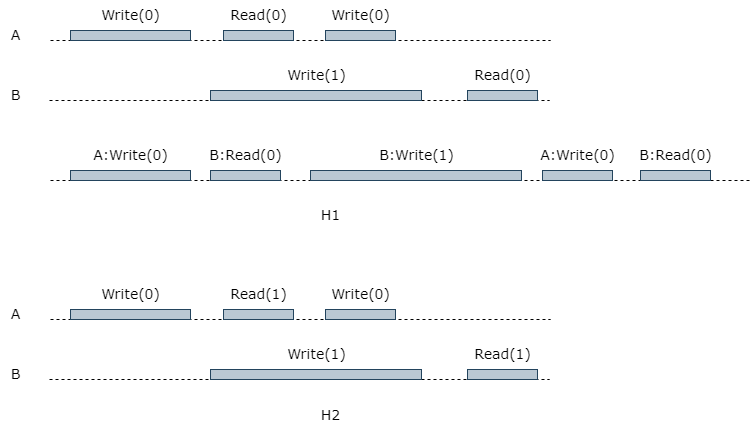 Write(0) Read(0) Write(0)
A
Write(1) Read(0)
B
A:Write(0) B:Read(0) B:Write(1) A:Write(0) B:Read(0)
H1
Write(0) Read(1) Write(0)
A
Write(1) Read(1)
B
H2